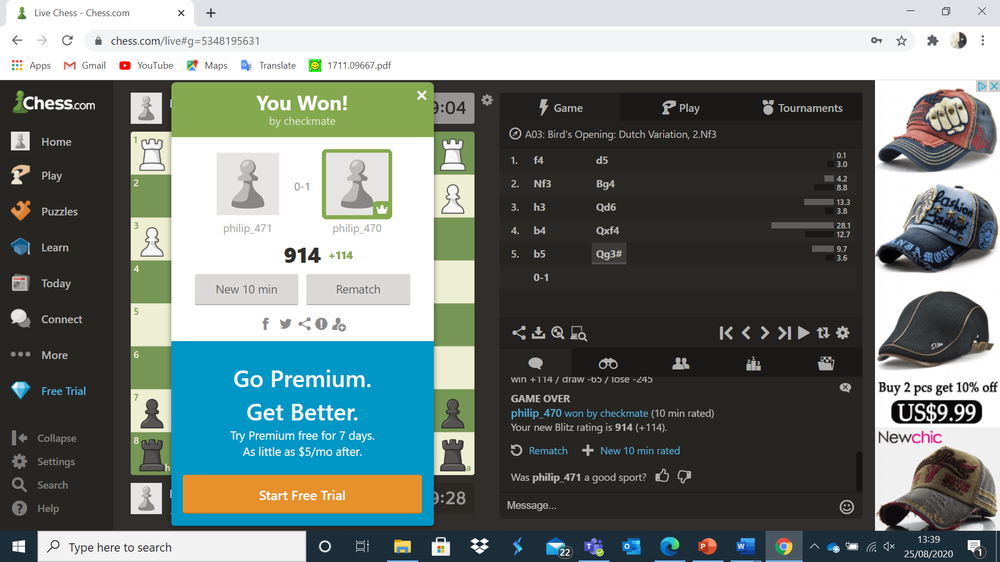 Live Chess - Chess.com
chess.com/live#g=5348195631
Apps Gmail YouTube Maps Translate 1711.09667.pdf
Chess.com
Home
Play
Puzzles
Learn
Today
Connect
More
Free Trial
Collapse
Settings
Search
Help
9:04
1
2
3
4
5
6
7
8
h
a
9:28
You Won!
by checkmate
0-1
philip_471 philip_470
914 +114
New 10 min Rematch
Go Premium.
Get Better.
Try Premium free for 7 days.
As little as $5/mo after.
Start Free Trial
Game Play Tournaments
A03: Bird's Opening: Dutch Variation, 2.Nf3
1. f4 d5 0.1
3.0
2. Nf3 Bg4 4.2
8.8
3. h3 Qd6 13.3
3.8
4. b4 Qxf4 28.1
12.7
5. b5 Qg3# 9.7
3.6
0-1
win +114 / draw -65 / lose -245
GAME OVER
philip_470 won by checkmate (10 min rated)
Your new Blitz rating is 914 (+114).
Rematch New 10 min rated
Was philip_471 a good sport?
Message...
Buy 2 pcs get 10% off
US$9.99
Newchic
Type here to search
22
13:39
25/08/2020
1